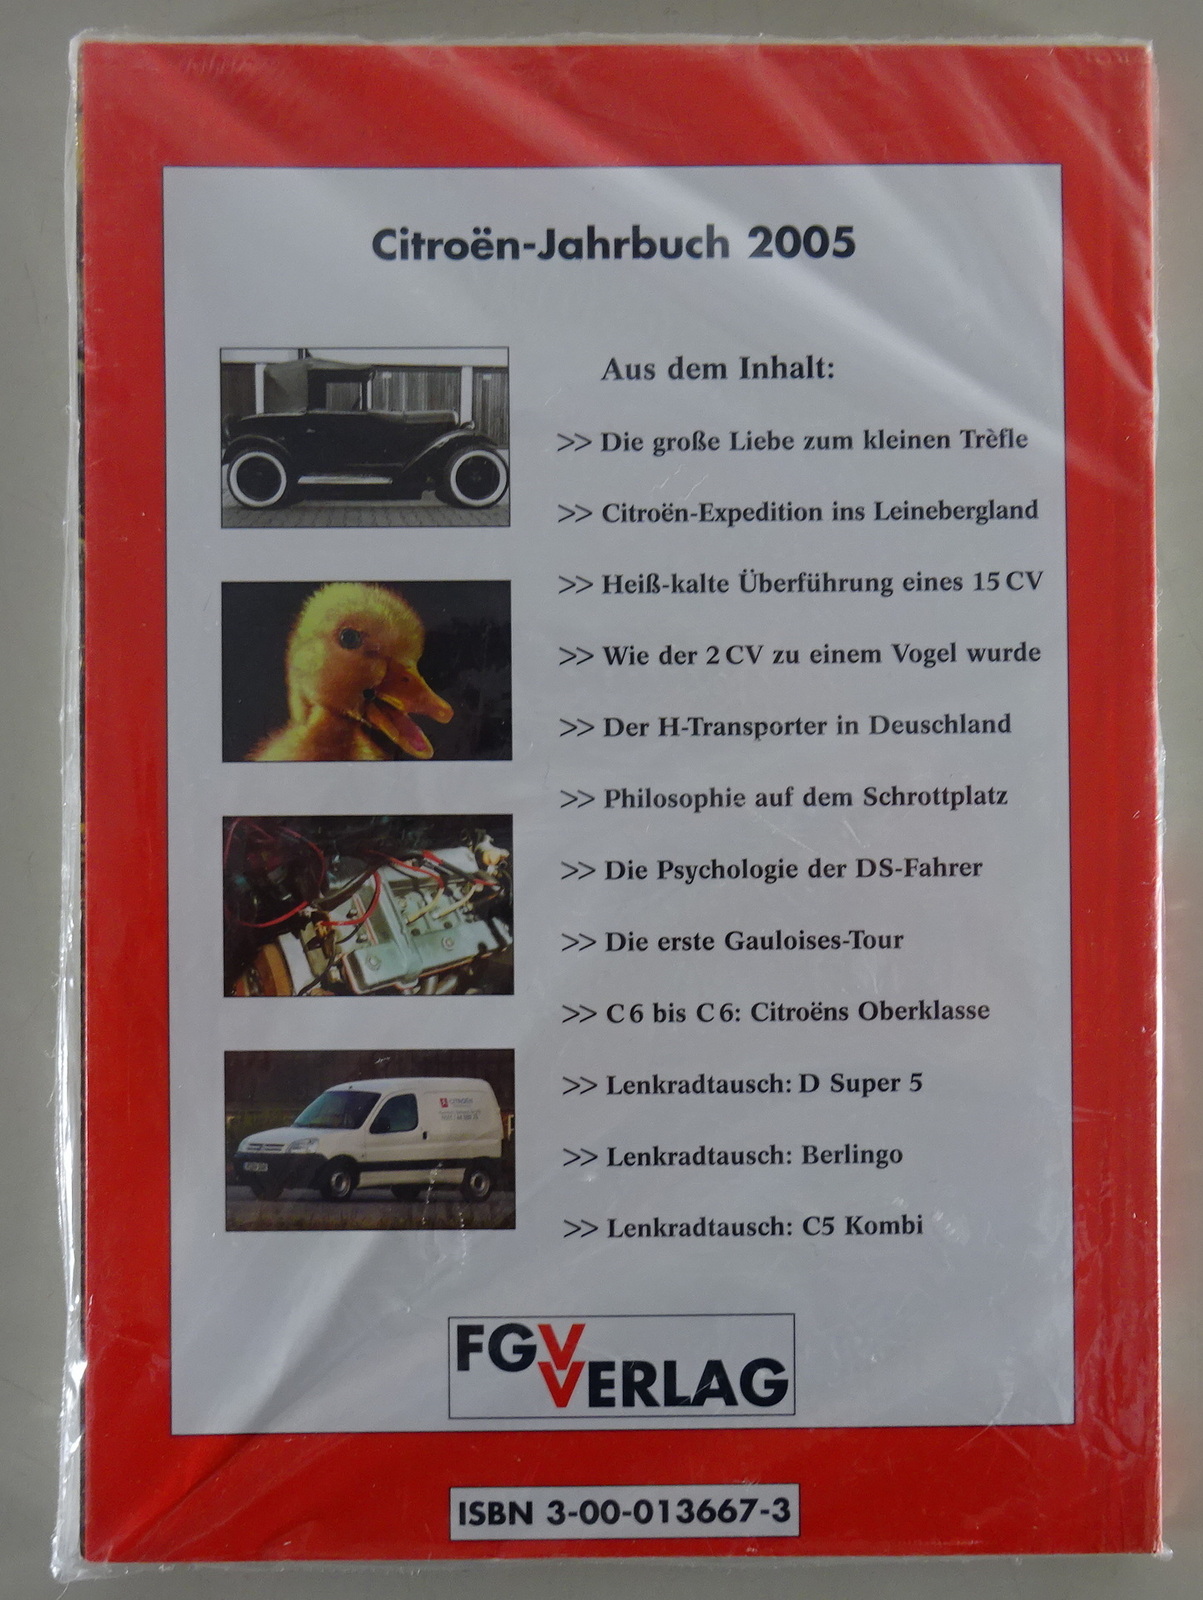 Citroën-Jahrbuch 2005
Aus dem Inhalt:
>> Die große Liebe zum kleinen Trèfle
>> Citroën-Expedition ins Leinebergland
>> Heiß-kalte Überführung eines 15 CV
>> Wie der 2 CV zu einem Vogel wurde
>> Der H-Transporter in Deuschland
>> Philosophie auf dem Schrottplatz
>> Die Psychologie der DS-Fahrer
>> Die erste Gauloises-Tour
>> C 6 bis C 6: Citroëns Oberklasse
>> Lenkradtausch: D Super 5
>> Lenkradtausch: Berlingo
>> Lenkradtausch: C5 Kombi
CITROËN
FGV
VERLAG
ISBN 3-00-013667-3